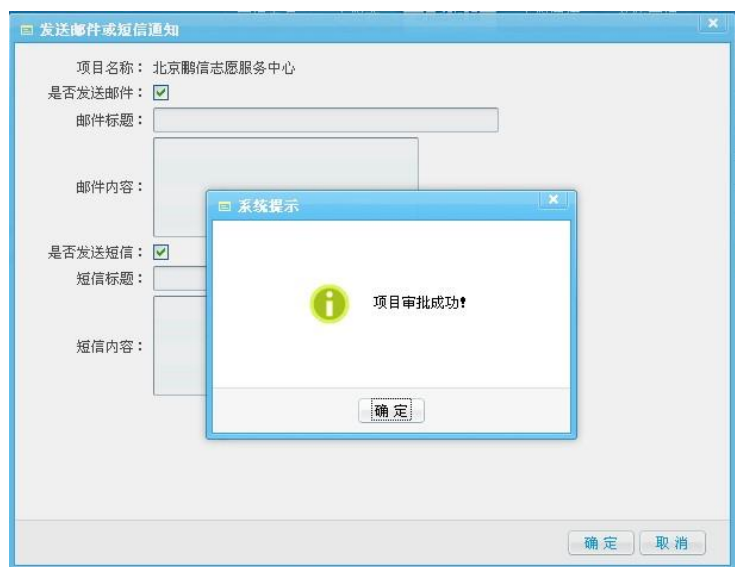 发送邮件或短信通知
项目名称：北京鹏信志愿服务中心
是否发送邮件：
邮件标题：
邮件内容：
系统提示
是否发送短信：
短信标题：
项目审批成功!
短信内容：
确 定
确 定 取 消